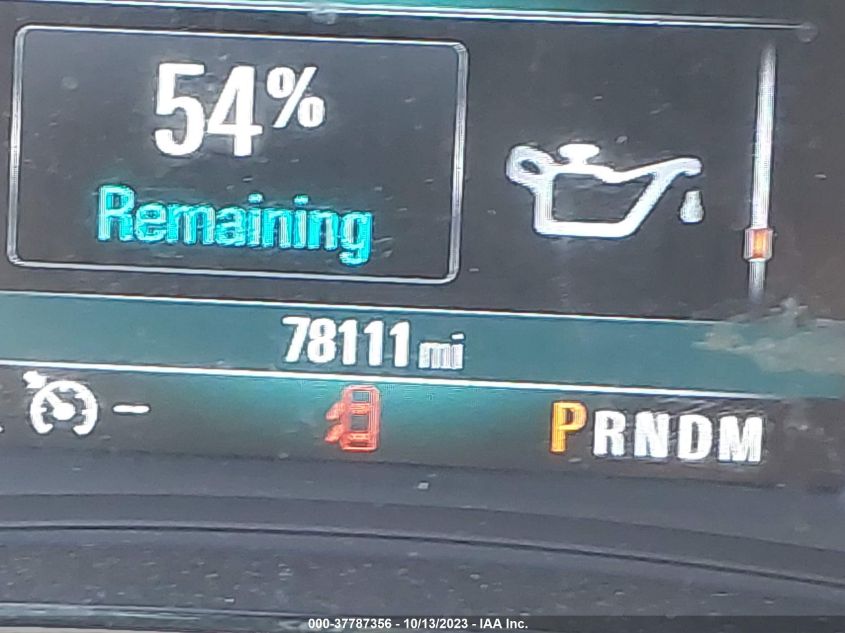 54%
Remaining
78111 mi
PRNDM
000-37787356 - 10/13/2023 - IAA Inc.